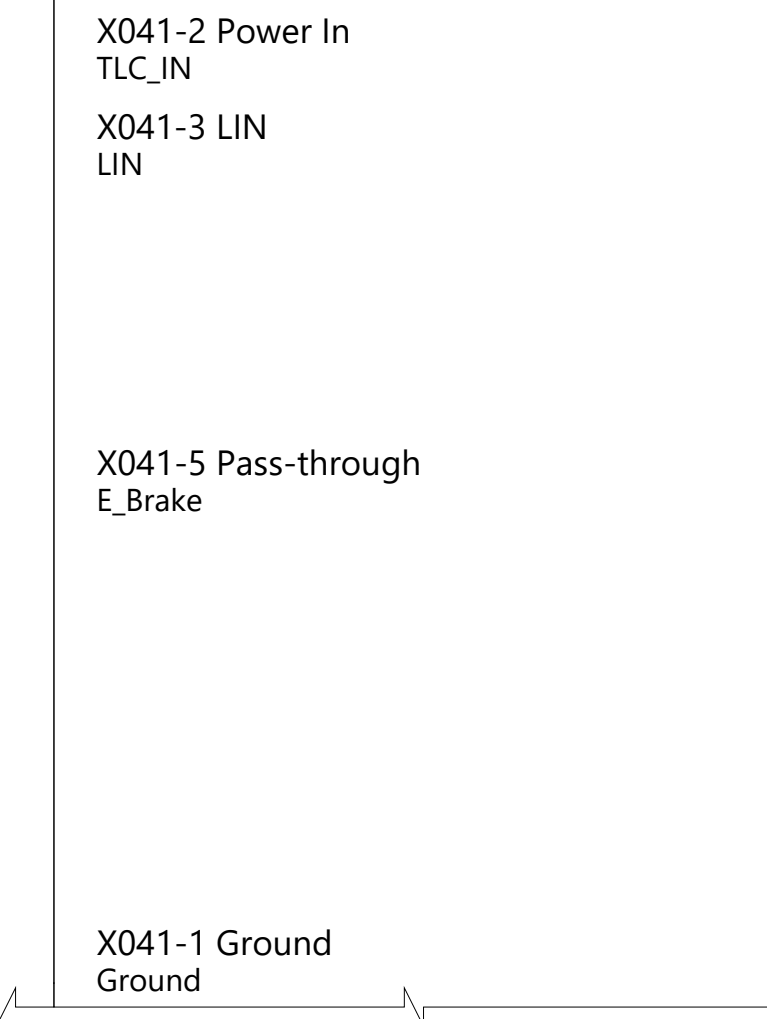 X041-2 Power In
TLC_IN
X041-3 LIN
LIN
X041-5 Pass-through
E_Brake
X041-1 Ground
Ground